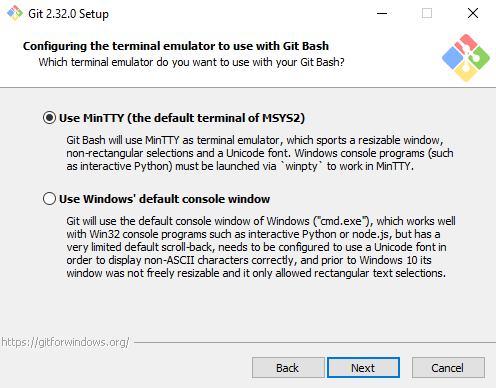 Git 2.32.0 Setup
Configuring the terminal emulator to use with Git Bash
Which terminal emulator do you want to use with your Git Bash?
Use MinTTY (the default terminal of MSYS2)
Git Bash will use MinTTY as terminal emulator, which sports a resizable window,
non-rectangular selections and a Unicode font. Windows console programs (such
as interactive Python) must be launched via `winpty` to work in MinTTY.
Use Windows' default console window
Git will use the default console window of Windows ("cmd.exe"), which works well
with Win32 console programs such as interactive Python or node.js, but has a
very limited default scroll-back, needs to be configured to use a Unicode font in
order to display non-ASCII characters correctly, and prior to Windows 10 its
window was not freely resizable and it only allowed rectangular text selections.
https://gitforwindows.org/
Back
Next
Cancel